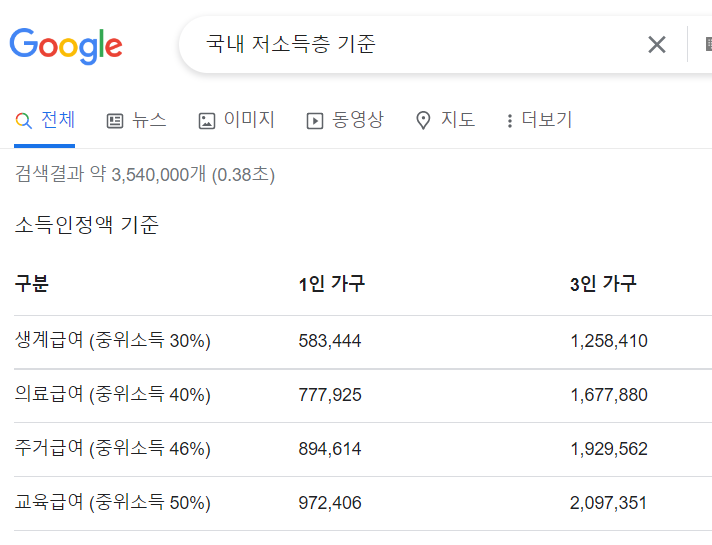 Google
국내 저소득층 기준
전체 뉴스 이미지 동영상 지도 더보기
검색결과 약 3,540,000개 (0.38초)
소득인정액 기준
구분 1인 가구 3인 가구
생계급여 (중위소득 30%) 583,444 1,258,410
의료급여 (중위소득 40%) 777,925 1,677,880
주거급여 (중위소득 46%) 894,614 1,929,562
교육급여 (중위소득 50%) 972,406 2,097,351